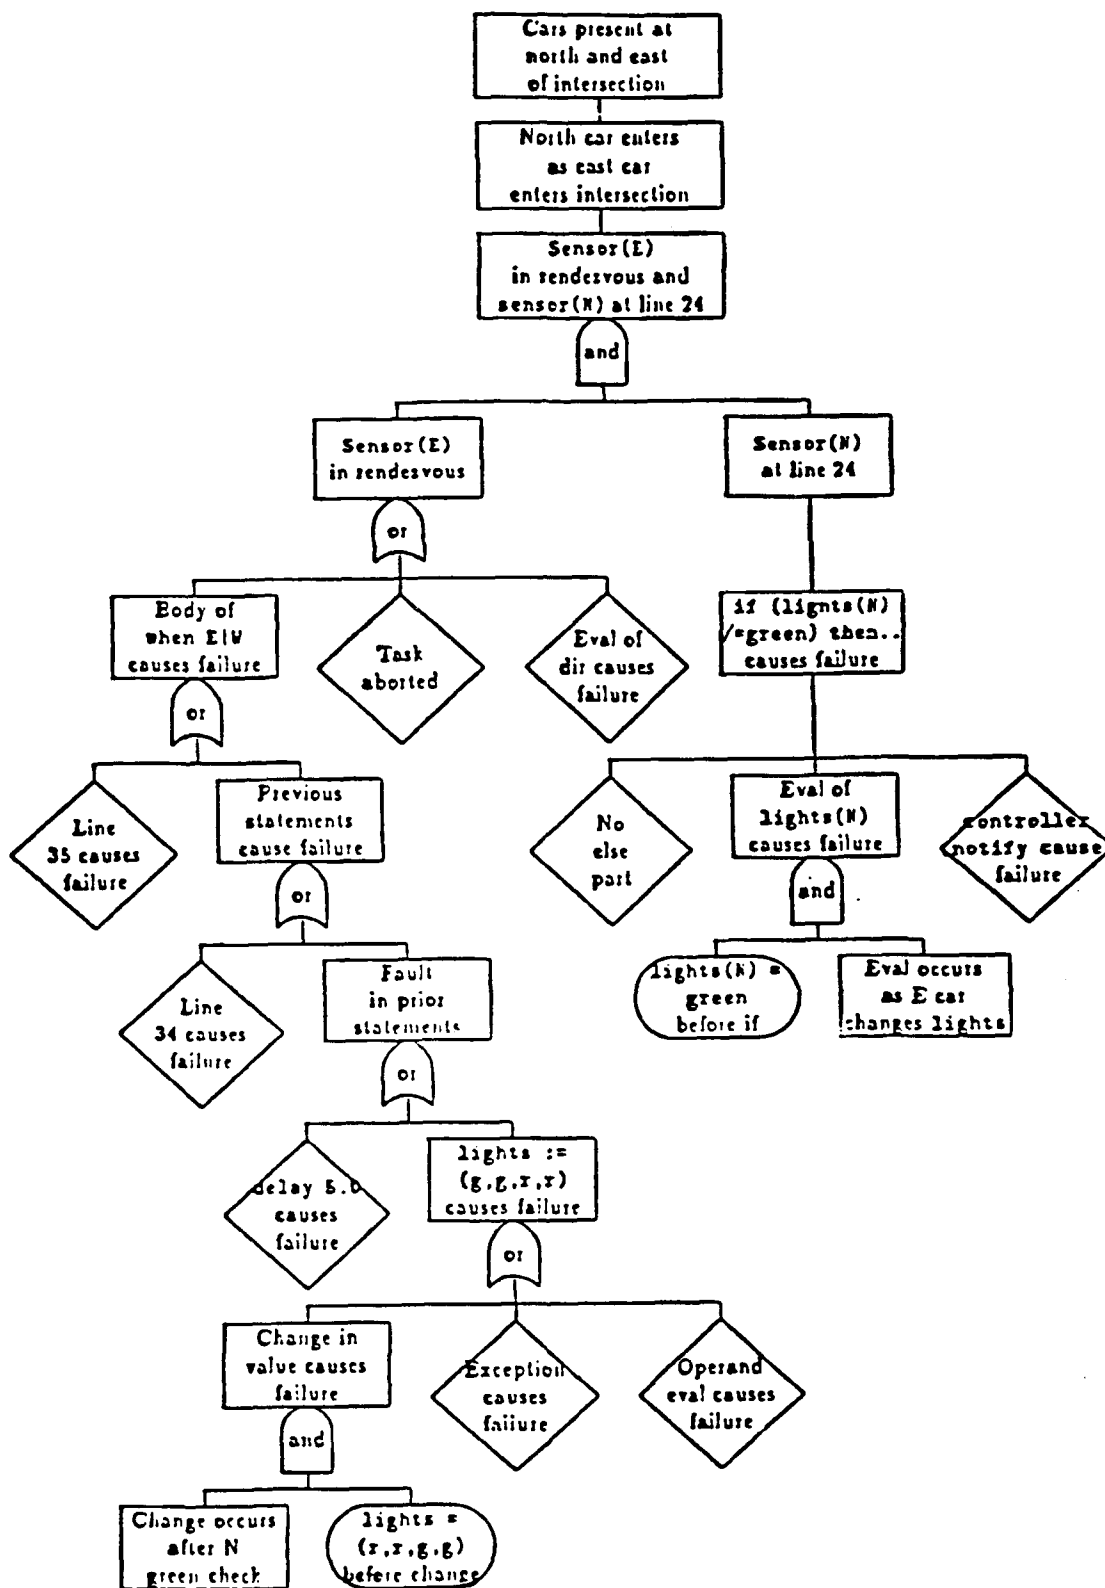 Cars present at
north and east
of intersection
North car enters
as east car
enters intersection
Sensor(E)
in rendezvous and
sensor(N) at line 24
and
Sensor(E)
in rendezvous
Sensor(N)
at line 24
or
Body of
when E|W
causes failure
Task
aborted
Eval of
dir causes
failure
if (lights(N)
/=green) then..
causes failure
or
Line
35 causes
failure
Previous
statements
cause failure
No
else
part
Eval of
lights(N)
causes failure
controller
notify cause
failure
or
and
Line
34 causes
failure
Fault
in prior
statements
lights(N) =
green
before if
Eval occurs
as E car
changes lights
or
delay 5.0
causes
failure
lights :=
(g,g,r,r)
causes failure
or
Change in
value causes
failure
Exception
causes
failure
Operand
eval causes
failure
and
Change occurs
after N
green check
lights =
(r,r,g,g)
before change